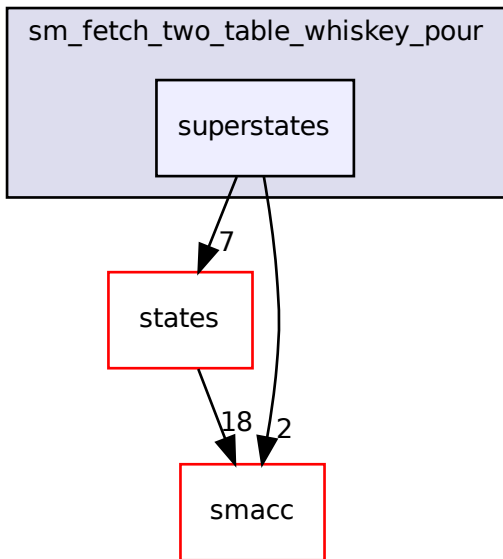 sm_fetch_two_table_whiskey_pour
superstates
7
states
18
2
smacc